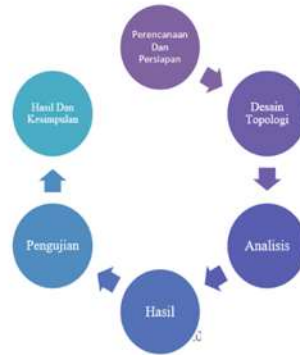 Perencanaan
Dan
Persiapan
Desain
Topologi
Analisis
Hasil
Pengujian
Hasil Dan
Kesimpulan